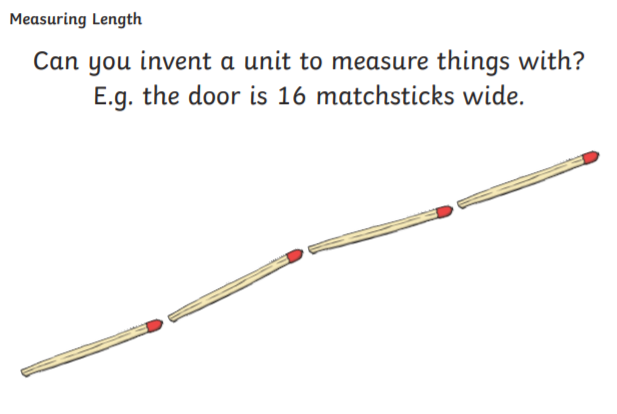 Measuring Length
Can you invent a unit to measure things with?
E.g. the door is 16 matchsticks wide.